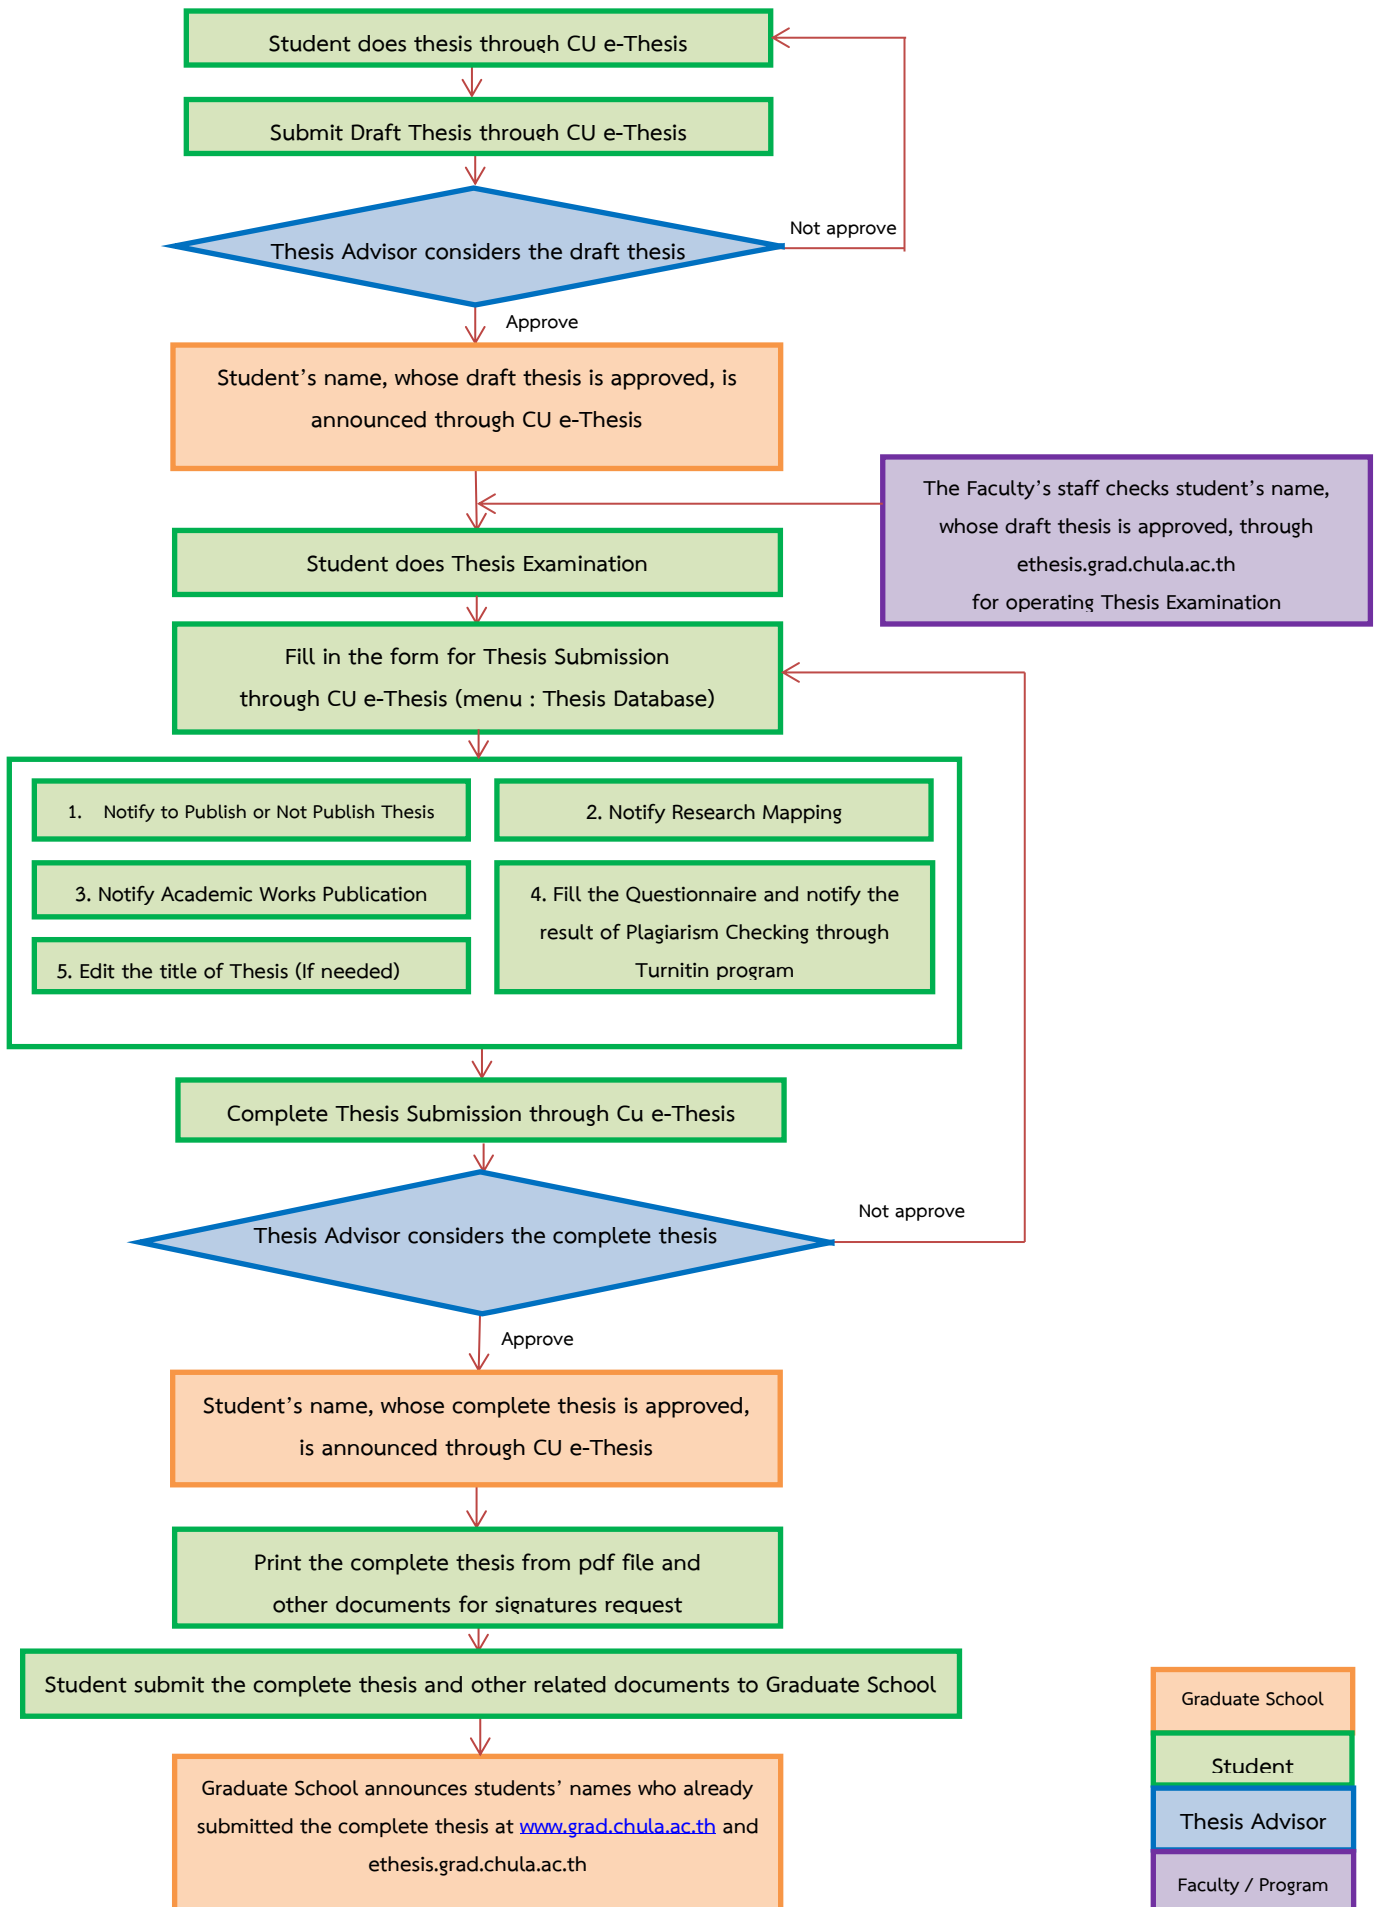 Student does thesis through CU e-Thesis
Submit Draft Thesis through CU e-Thesis
Not approve
Thesis Advisor considers the draft thesis
Approve
Student’s name, whose draft thesis is approved, is
announced through CU e-Thesis
The Faculty’s staff checks student’s name,
whose draft thesis is approved, through
ethesis.grad.chula.ac.th
for operating Thesis Examination
Student does Thesis Examination
Fill in the form for Thesis Submission
through CU e-Thesis (menu : Thesis Database)
1. Notify to Publish or Not Publish Thesis
2. Notify Research Mapping
3. Notify Academic Works Publication
4. Fill the Questionnaire and notify the
result of Plagiarism Checking through
Turnitin program
5. Edit the title of Thesis (If needed)
Complete Thesis Submission through Cu e-Thesis
Not approve
Thesis Advisor considers the complete thesis
Approve
Student’s name, whose complete thesis is approved,
is announced through CU e-Thesis
Print the complete thesis from pdf file and
other documents for signatures request
Student submit the complete thesis and other related documents to Graduate School
Graduate School announces students’ names who already
submitted the complete thesis at www.grad.chula.ac.th and
ethesis.grad.chula.ac.th
Graduate School
Student
Thesis Advisor
Faculty / Program